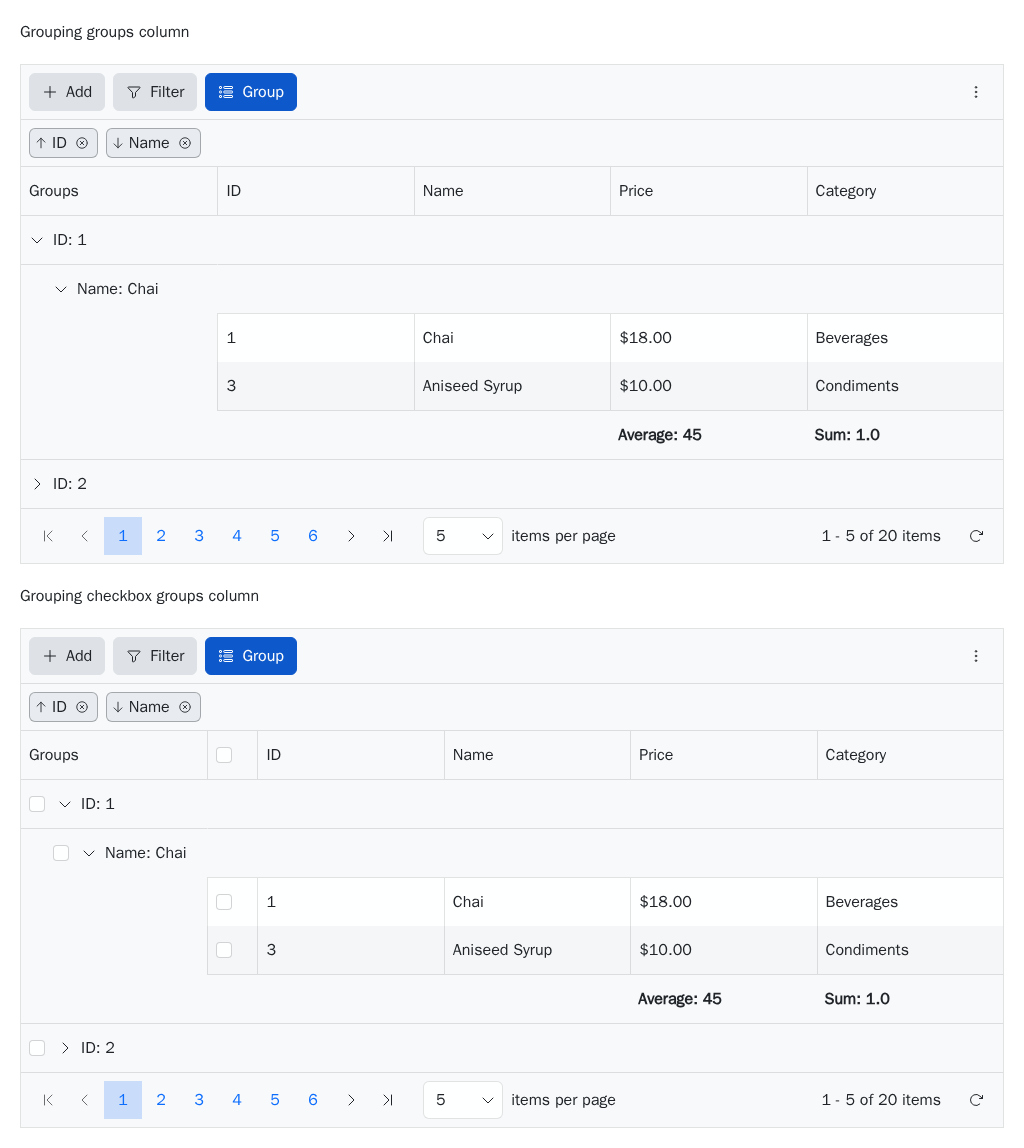 Grouping groups column
Add Filter Group
ID Name
Groups ID Name Price Category
ID: 1
Name: Chai
1 Chai $18.00 Beverages
3 Aniseed Syrup $10.00 Condiments
Average: 45 Sum: 1.0
ID: 2
1 2 3 4 5 6 5 items per page 1 - 5 of 20 items
Grouping checkbox groups column
Add Filter Group
ID Name
Groups ID Name Price Category
ID: 1
Name: Chai
1 Chai $18.00 Beverages
3 Aniseed Syrup $10.00 Condiments
Average: 45 Sum: 1.0
ID: 2
1 2 3 4 5 6 5 items per page 1 - 5 of 20 items